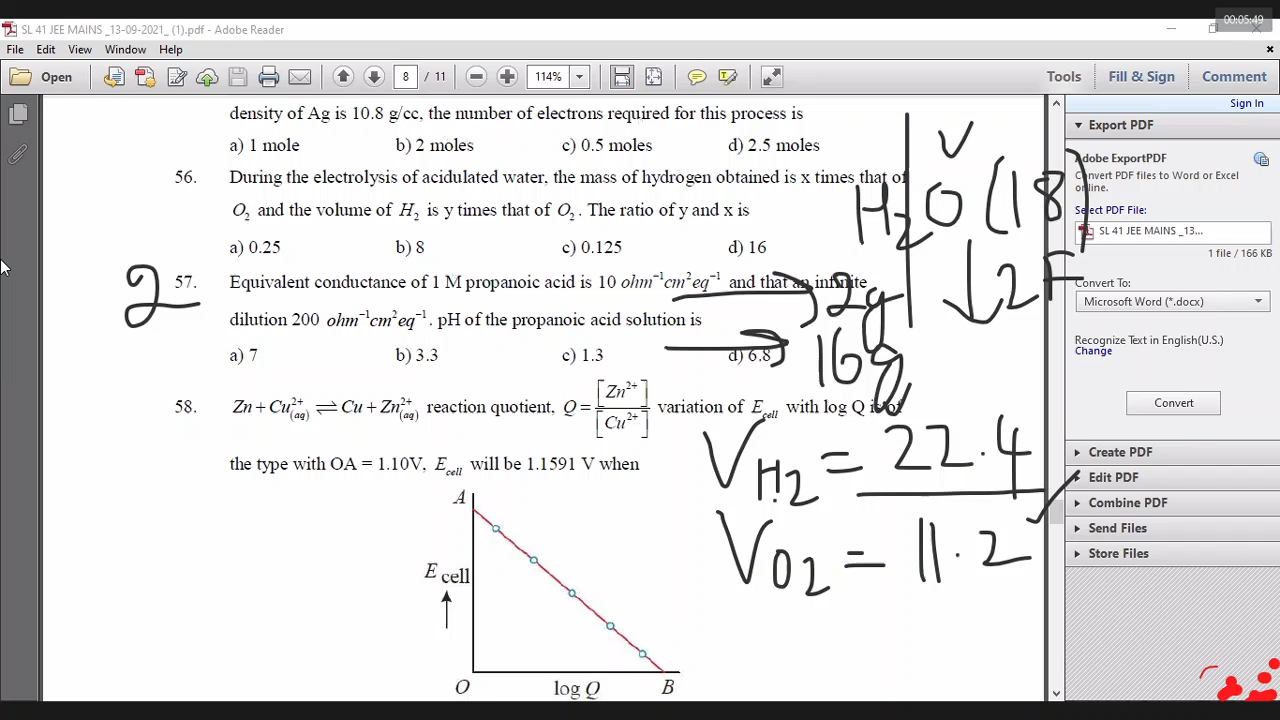 00:05:49
SL 41 JEE MAINS _13-09-2021_ (1).pdf - Adobe Reader
File Edit View Window Help
Open 8 / 11 114% Tools Fill & Sign Comment
Sign In
Export PDF
Adobe ExportPDF
Convert PDF files to Word or Excel online.
Select PDF File:
SL 41 JEE MAINS _13...
1 file / 166 KB
Convert To:
Microsoft Word (*.docx)
Recognize Text in English(U.S.)
Change
Convert
Create PDF
Edit PDF
Combine PDF
Send Files
Store Files
density of Ag is 10.8 g/cc, the number of electrons required for this process is
a) 1 mole b) 2 moles c) 0.5 moles d) 2.5 moles
56. During the electrolysis of acidulated water, the mass of hydrogen obtained is x times that of
O₂ and the volume of H₂ is y times that of O₂. The ratio of y and x is
a) 0.25 b) 8 c) 0.125 d) 16
57. Equivalent conductance of 1 M propanoic acid is 10 ohm⁻¹cm²eq⁻¹ and that an infinite
dilution 200 ohm⁻¹cm²eq⁻¹. pH of the propanoic acid solution is
a) 7 b) 3.3 c) 1.3 d) 6.8
58. Zn + Cu²⁺(aq) ⇌ Cu + Zn²⁺(aq) reaction quotient, Q = [Zn²⁺]/[Cu²⁺] variation of E cell with log Q is of
the type with OA = 1.10V, E cell will be 1.1591 V when
A
E cell
O log Q B
H₂O (18)
↓ 2F
2
2g
16g
V H₂ = 22.4
V O₂ = 11.2